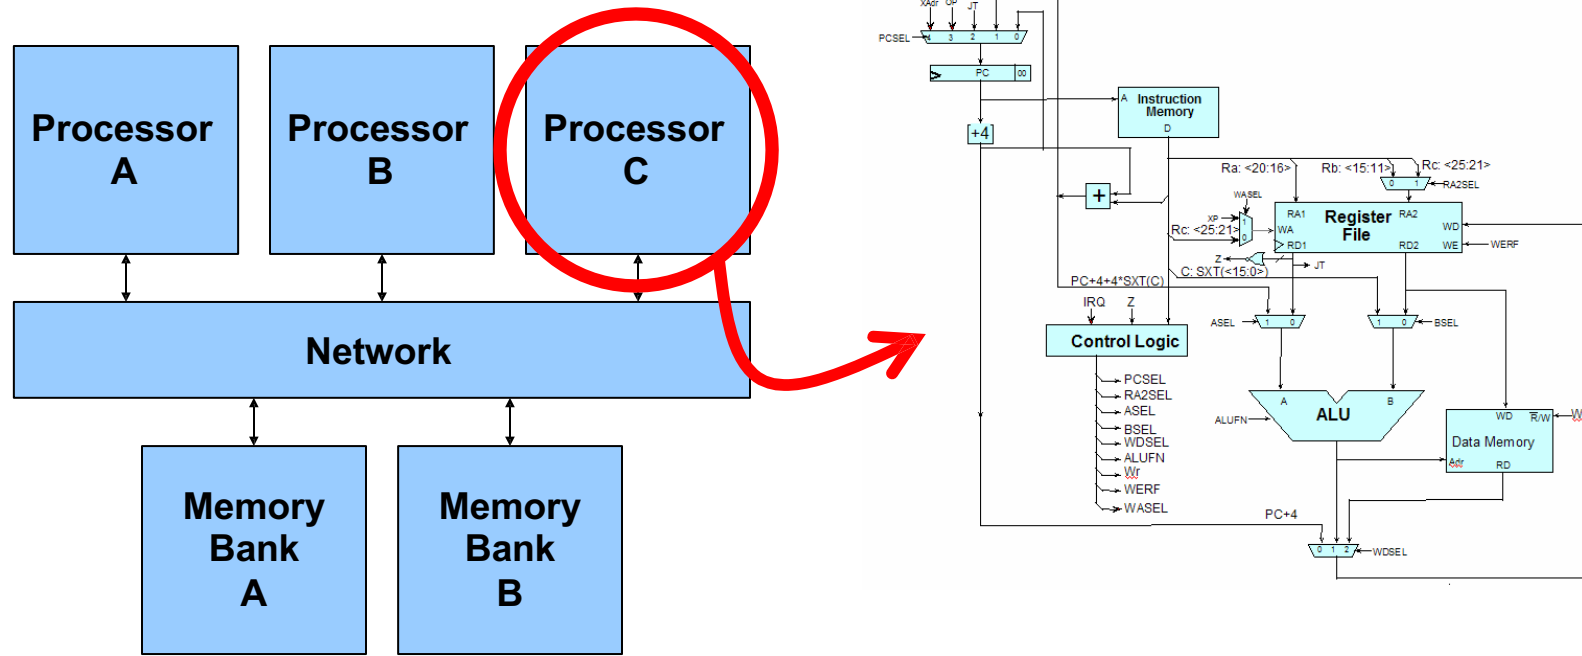 Processor
A
Processor
B
Processor
C
Network
Memory
Bank
A
Memory
Bank
B
XAdr
OP
JT
PCSEL
4 3 2 1 0
PC
00
+4
A Instruction
Memory
D
+
Ra: <20:16>
Rb: <15:11>
Rc: <25:21>
0 1
RA2SEL
WASEL
XP
1
0
Rc: <25:21>
RA1
Register
File
RA2
WA
WD
RD1
RD2
WE
WERF
Z
JT
C: SXT(<15:0>)
PC+4+4*SXT(C)
IRQ
Z
ASEL
1 0
1 0
BSEL
Control Logic
PCSEL
RA2SEL
ASEL
BSEL
WDSEL
ALUFN
Wr
WERF
WASEL
A
B
ALU
ALUFN
WD
R/W
Data Memory
Adr
RD
PC+4
0 1 2
WDSEL